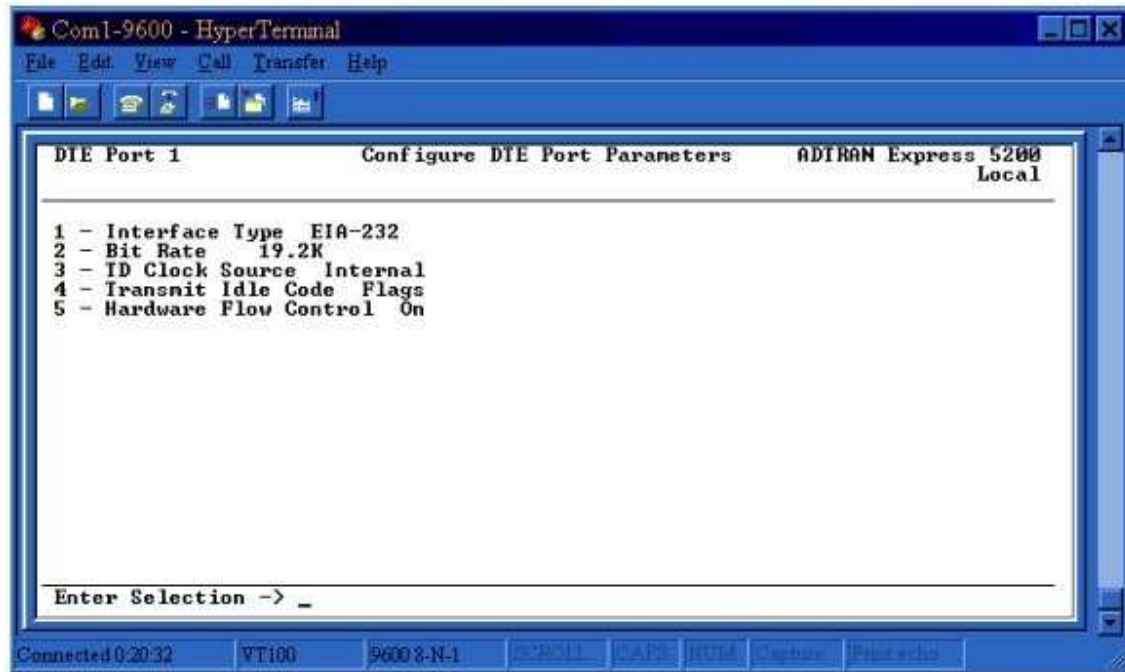 Com1-9600 - HyperTerminal
File Edit View Call Transfer Help
DTE Port 1 Configure DTE Port Parameters ADTRAN Express 5200
Local
1 - Interface Type EIA-232
2 - Bit Rate 19.2K
3 - TD Clock Source Internal
4 - Transmit Idle Code Flags
5 - Hardware Flow Control On
Enter Selection -> _
Connected 0:20:32 VT100 9600 8-N-1 SCROLL CAPS NUM Capture Print echo